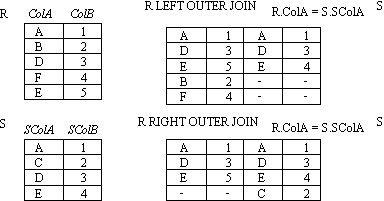 R ColA ColB
A 1
B 2
D 3
F 4
E 5
R LEFT OUTER JOIN S
R.ColA = S.SColA
A 1 A 1
D 3 D 3
E 5 E 4
B 2 - -
F 4 - -
S SColA SColB
A 1
C 2
D 3
E 4
R RIGHT OUTER JOIN S
R.ColA = S.SColA
A 1 A 1
D 3 D 3
E 5 E 4
- - C 2